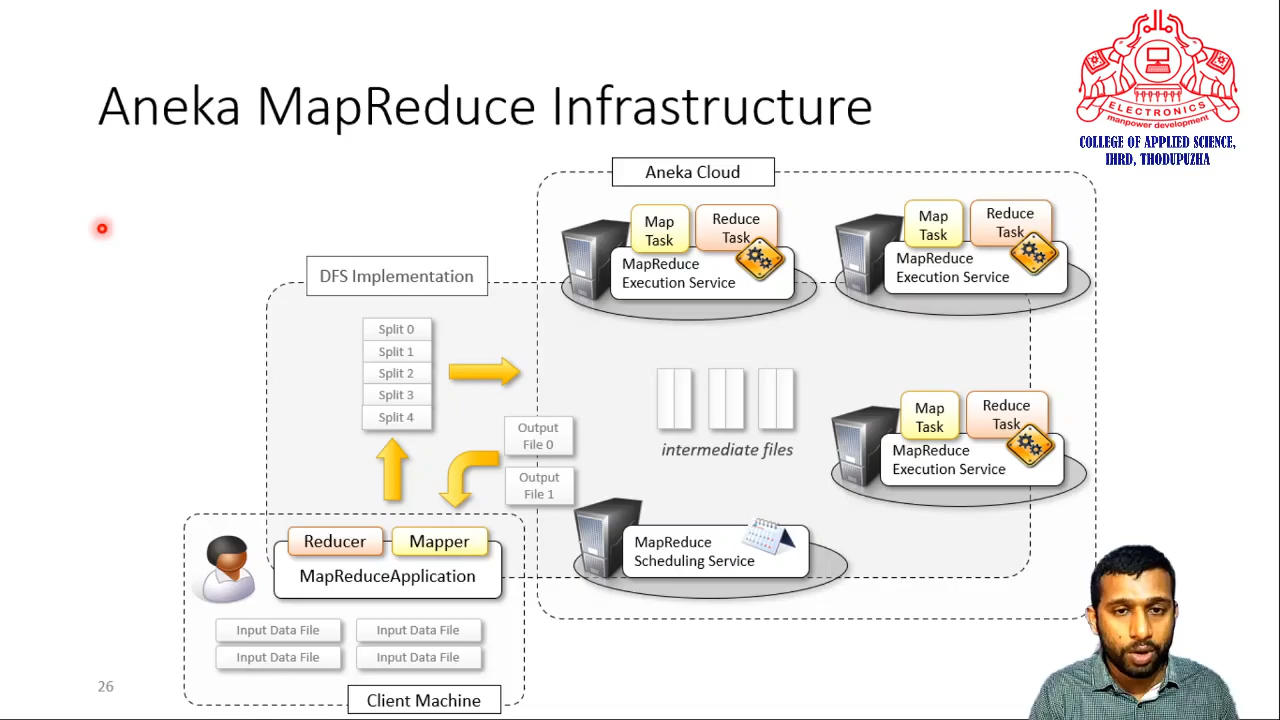 Aneka MapReduce Infrastructure
ELECTRONICS
manpower development
COLLEGE OF APPLIED SCIENCE,
IHRD, THODUPUZHA
Aneka Cloud
Map
Task
Reduce
Task
MapReduce
Execution Service
Map
Task
Reduce
Task
MapReduce
Execution Service
DFS Implementation
Split 0
Split 1
Split 2
Split 3
Split 4
Output
File 0
Output
File 1
intermediate files
Map
Task
Reduce
Task
MapReduce
Execution Service
MapReduce
Scheduling Service
Reducer
Mapper
MapReduceApplication
Input Data File
Input Data File
Input Data File
Input Data File
Client Machine
26